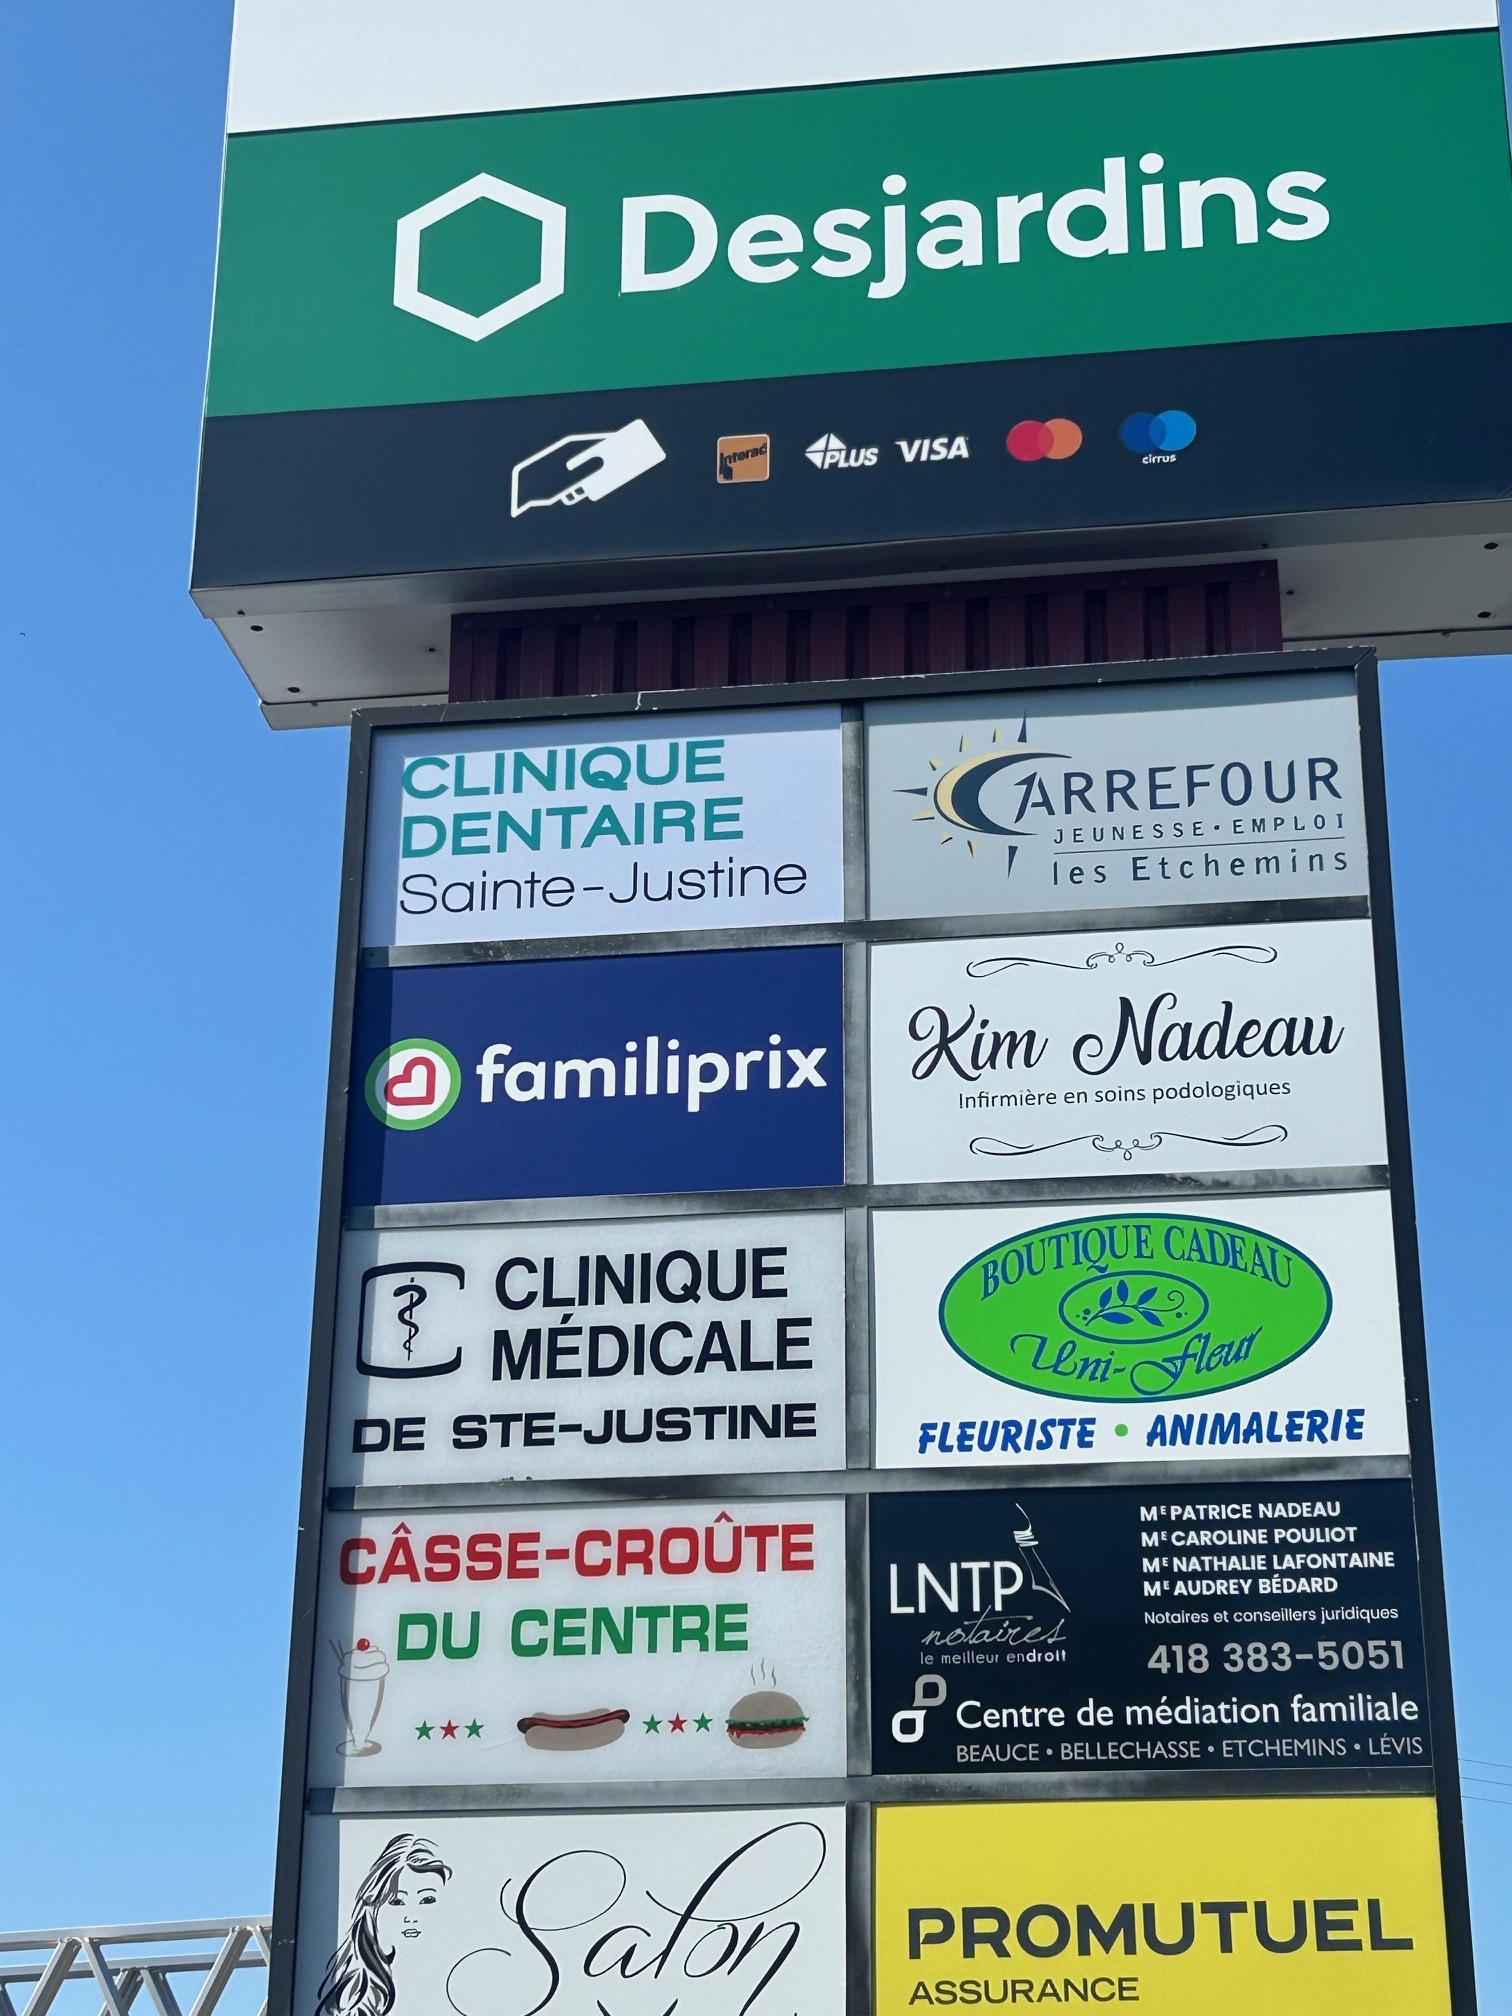 Desjardins
Interac
PLUS
VISA
cirrus
CLINIQUE
DENTAIRE
Sainte-Justine
CARREFOUR
JEUNESSE • EMPLOI
les Etchemins
familiprix
Kim Nadeau
Infirmière en soins podologiques
CLINIQUE
MÉDICALE
DE STE-JUSTINE
BOUTIQUE CADEAU
Uni-Fleur
FLEURISTE • ANIMALERIE
CÂSSE-CROÛTE
DU CENTRE
LNTP
notaires
le meilleur endroit
ME PATRICE NADEAU
ME CAROLINE POULIOT
ME NATHALIE LAFONTAINE
ME AUDREY BÉDARD
Notaires et conseillers juridiques
418 383-5051
Centre de médiation familiale
BEAUCE • BELLECHASSE • ETCHEMINS • LÉVIS
Salon
PROMUTUEL
ASSURANCE